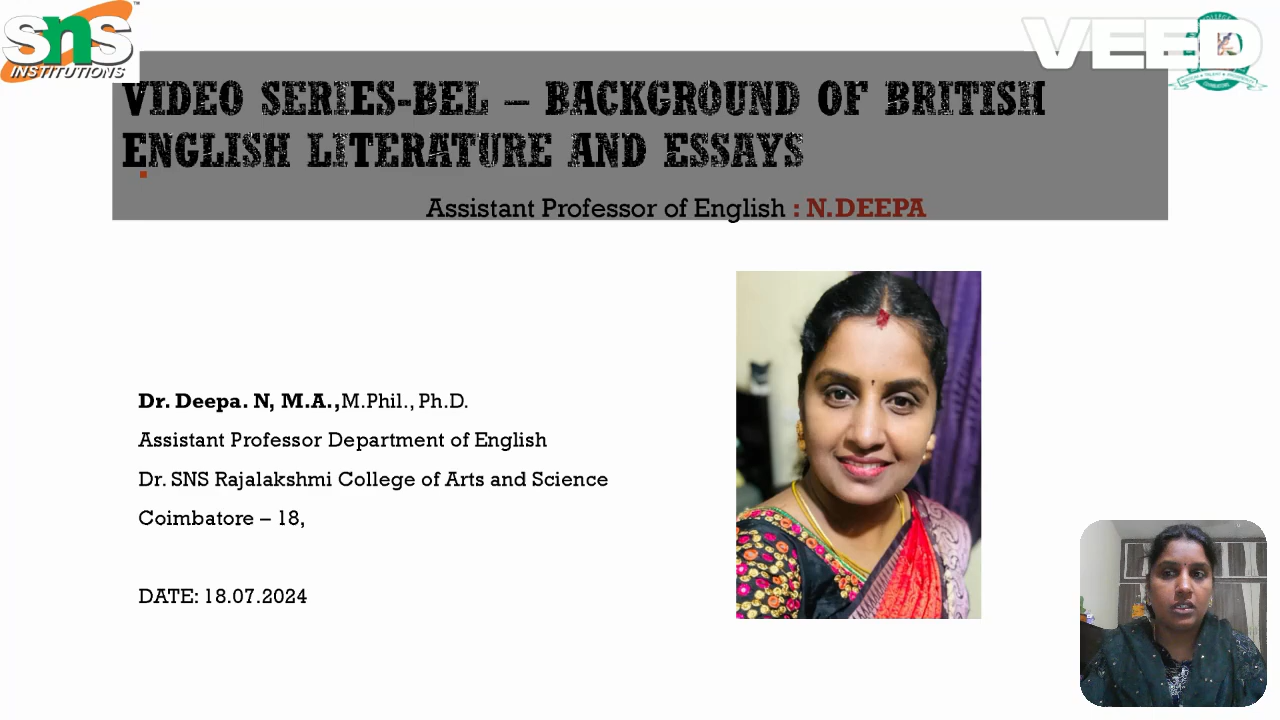 SNS
INSTITUTIONS
VEED
VIDEO SERIES-BEL – BACKGROUND OF BRITISH
ENGLISH LITERATURE AND ESSAYS
Assistant Professor of English : N.DEEPA
Dr. Deepa. N, M.A.,M.Phil., Ph.D.
Assistant Professor Department of English
Dr. SNS Rajalakshmi College of Arts and Science
Coimbatore – 18,
DATE: 18.07.2024